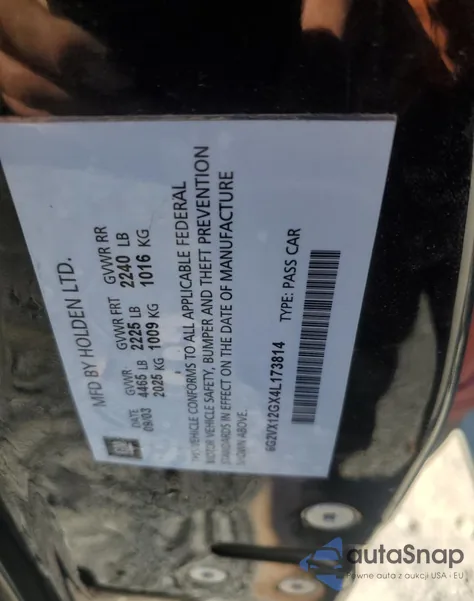 MFD BY HOLDEN LTD.
DATE GVWR GVWR FRT GVWR RR
09/03 4465 LB 2225 LB 2240 LB
2025 KG 1009 KG 1016 KG
THIS VEHICLE CONFORMS TO ALL APPLICABLE FEDERAL
MOTOR VEHICLE SAFETY, BUMPER AND THEFT PREVENTION
STANDARDS IN EFFECT ON THE DATE OF MANUFACTURE
SHOWN ABOVE.
6G2VX12GX4L173814 TYPE: PASS CAR
autaSnap
Pewne auta z aukcji USA - EU